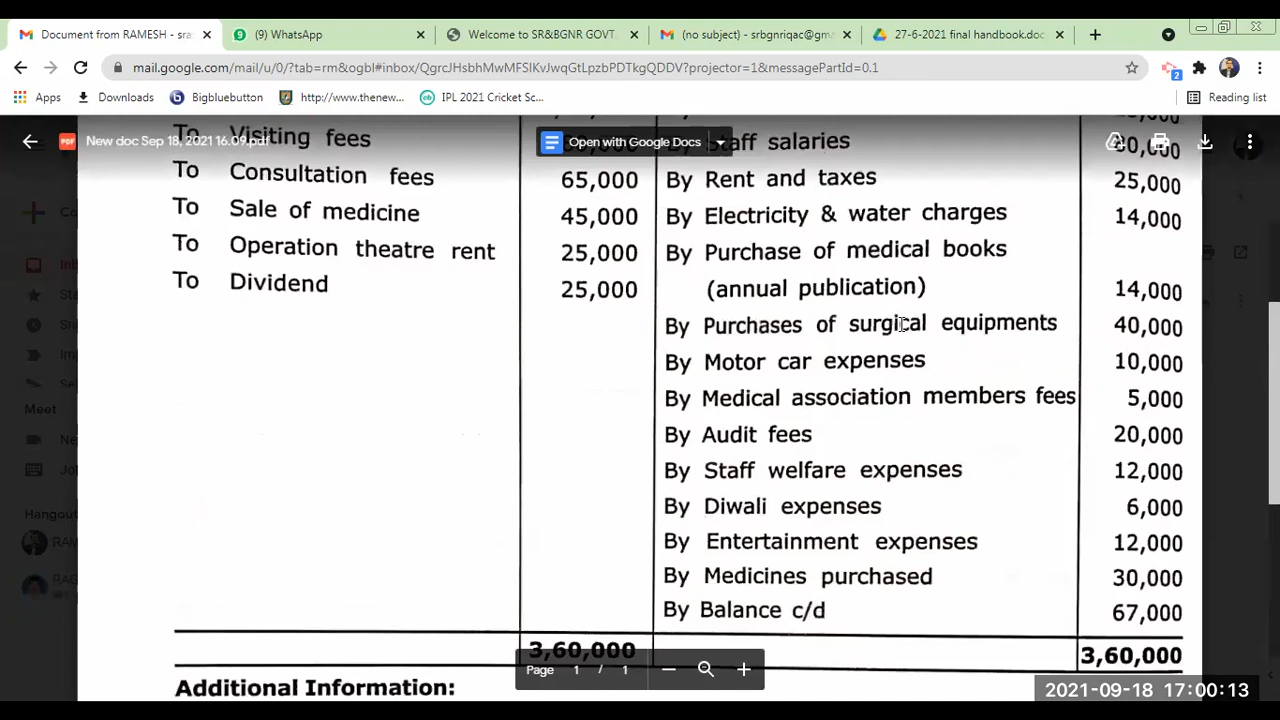 Document from RAMESH - sra
(9) WhatsApp
Welcome to SR&BGNR GOVT.
(no subject) - srbgnriqac@gm
27-6-2021 final handbook.doc
mail.google.com/mail/u/0/?tab=rm&ogbl#inbox/QgrcJHsbhMwMFSlKvJwqGtLpzbPDTkgQDDV?projector=1&messagePartId=0.1
Apps
Downloads
Bigbluebutton
http://www.thenew...
IPL 2021 Cricket Sc...
Reading list
New doc Sep 18, 2021 16.09.pdf
Open with Google Docs
To Visiting fees By Staff salaries
To Consultation fees 65,000 By Rent and taxes 25,000
To Sale of medicine 45,000 By Electricity & water charges 14,000
To Operation theatre rent 25,000 By Purchase of medical books
To Dividend 25,000 (annual publication) 14,000
By Purchases of surgical equipments 40,000
By Motor car expenses 10,000
By Medical association members fees 5,000
By Audit fees 20,000
By Staff welfare expenses 12,000
By Diwali expenses 6,000
By Entertainment expenses 12,000
By Medicines purchased 30,000
By Balance c/d 67,000
3,60,000 3,60,000
Page 1 / 1
Additional Information:
Meet
Hangout
2021-09-18 17:00:13